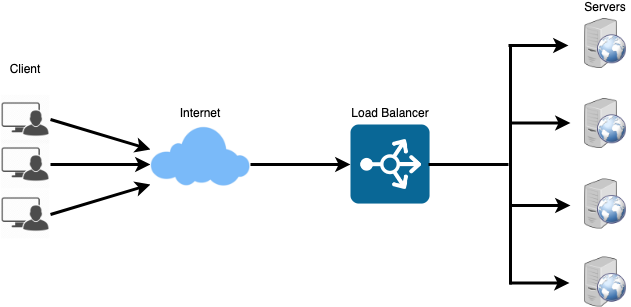 Servers
Client
Internet
Load Balancer